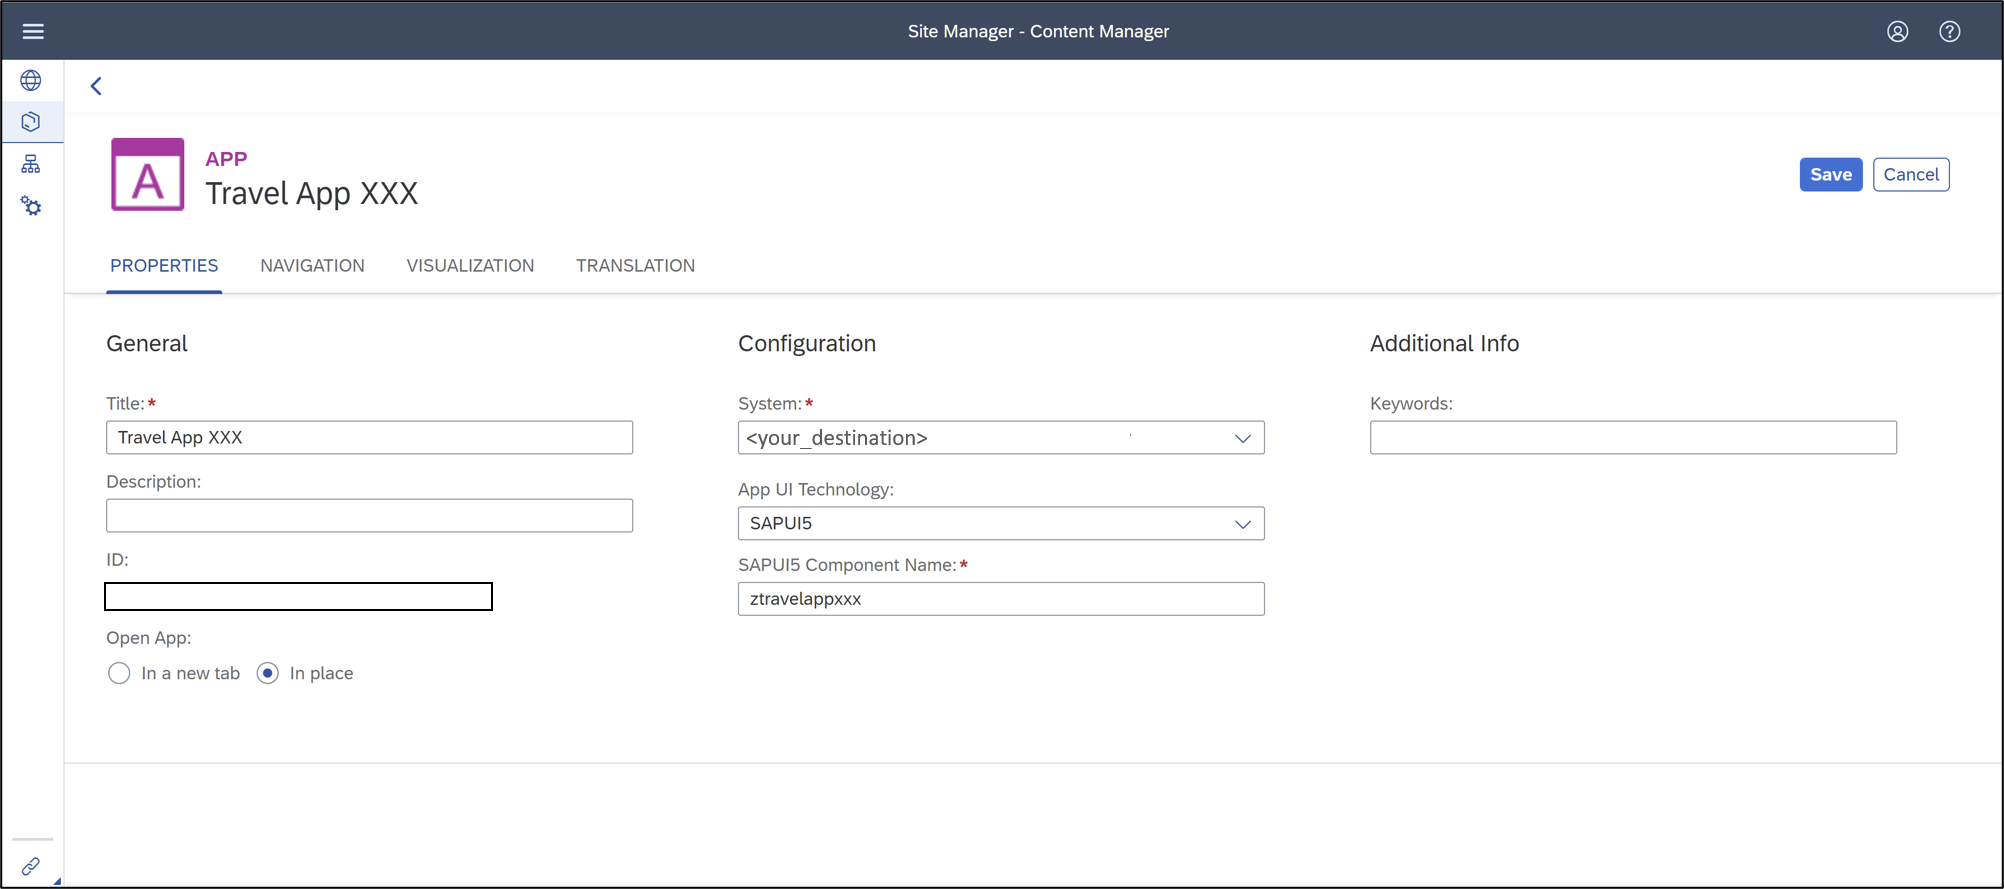 Site Manager - Content Manager
A
APP
Travel App XXX
Save
Cancel
PROPERTIES
NAVIGATION
VISUALIZATION
TRANSLATION
General
Title:*
Travel App XXX
Description:
ID:
Open App:
In a new tab
In place
Configuration
System:*
<your_destination>
App UI Technology:
SAPUI5
SAPUI5 Component Name:*
ztravelappxxx
Additional Info
Keywords: